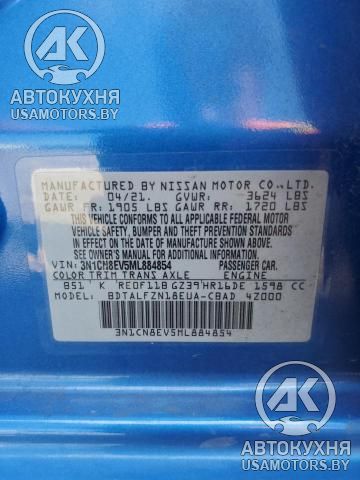 АК
АВТОКУХНЯ
USAMOTORS.BY
MANUFACTURED BY NISSAN MOTOR CO.,LTD.
DATE: 04/21. GVWR: 3624 LBS
GAWR FR: 1905 LBS GAWR RR: 1720 LBS
THIS VEHICLE CONFORMS TO ALL APPLICABLE FEDERAL MOTOR
VEHICLE SAFETY, BUMPER AND THEFT PREVENTION STANDARDS
IN EFFECT ON THE DATE OF MANUFACTURE SHOWN ABOVE.
SEE OWNER'S MANUAL FOR ADDITIONAL INFORMATION
VIN: 3N1CN8EV5ML884854 PASSENGER CAR.
COLOR TRIM TRANS AXLE ENGINE
B51 K RE0F11B GZ39 HR16DE 1598 CC
MODEL: BDTALFZN18EUA-CBAD 4Z000
3N1CN8EV5ML884854
АК
АВТОКУХНЯ
USAMOTORS.BY